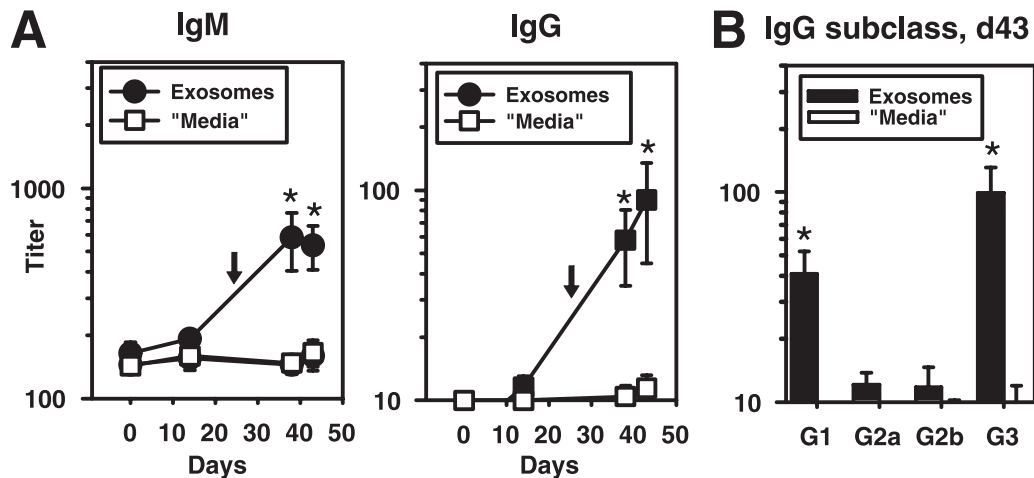 A
IgM
Exosomes
"Media"
Titer
1000
100
*
*
0 10 20 30 40 50
Days
IgG
Exosomes
"Media"
100
10
*
*
0 10 20 30 40 50
Days
B IgG subclass, d43
Exosomes
"Media"
100
10
*
*
G1 G2a G2b G3